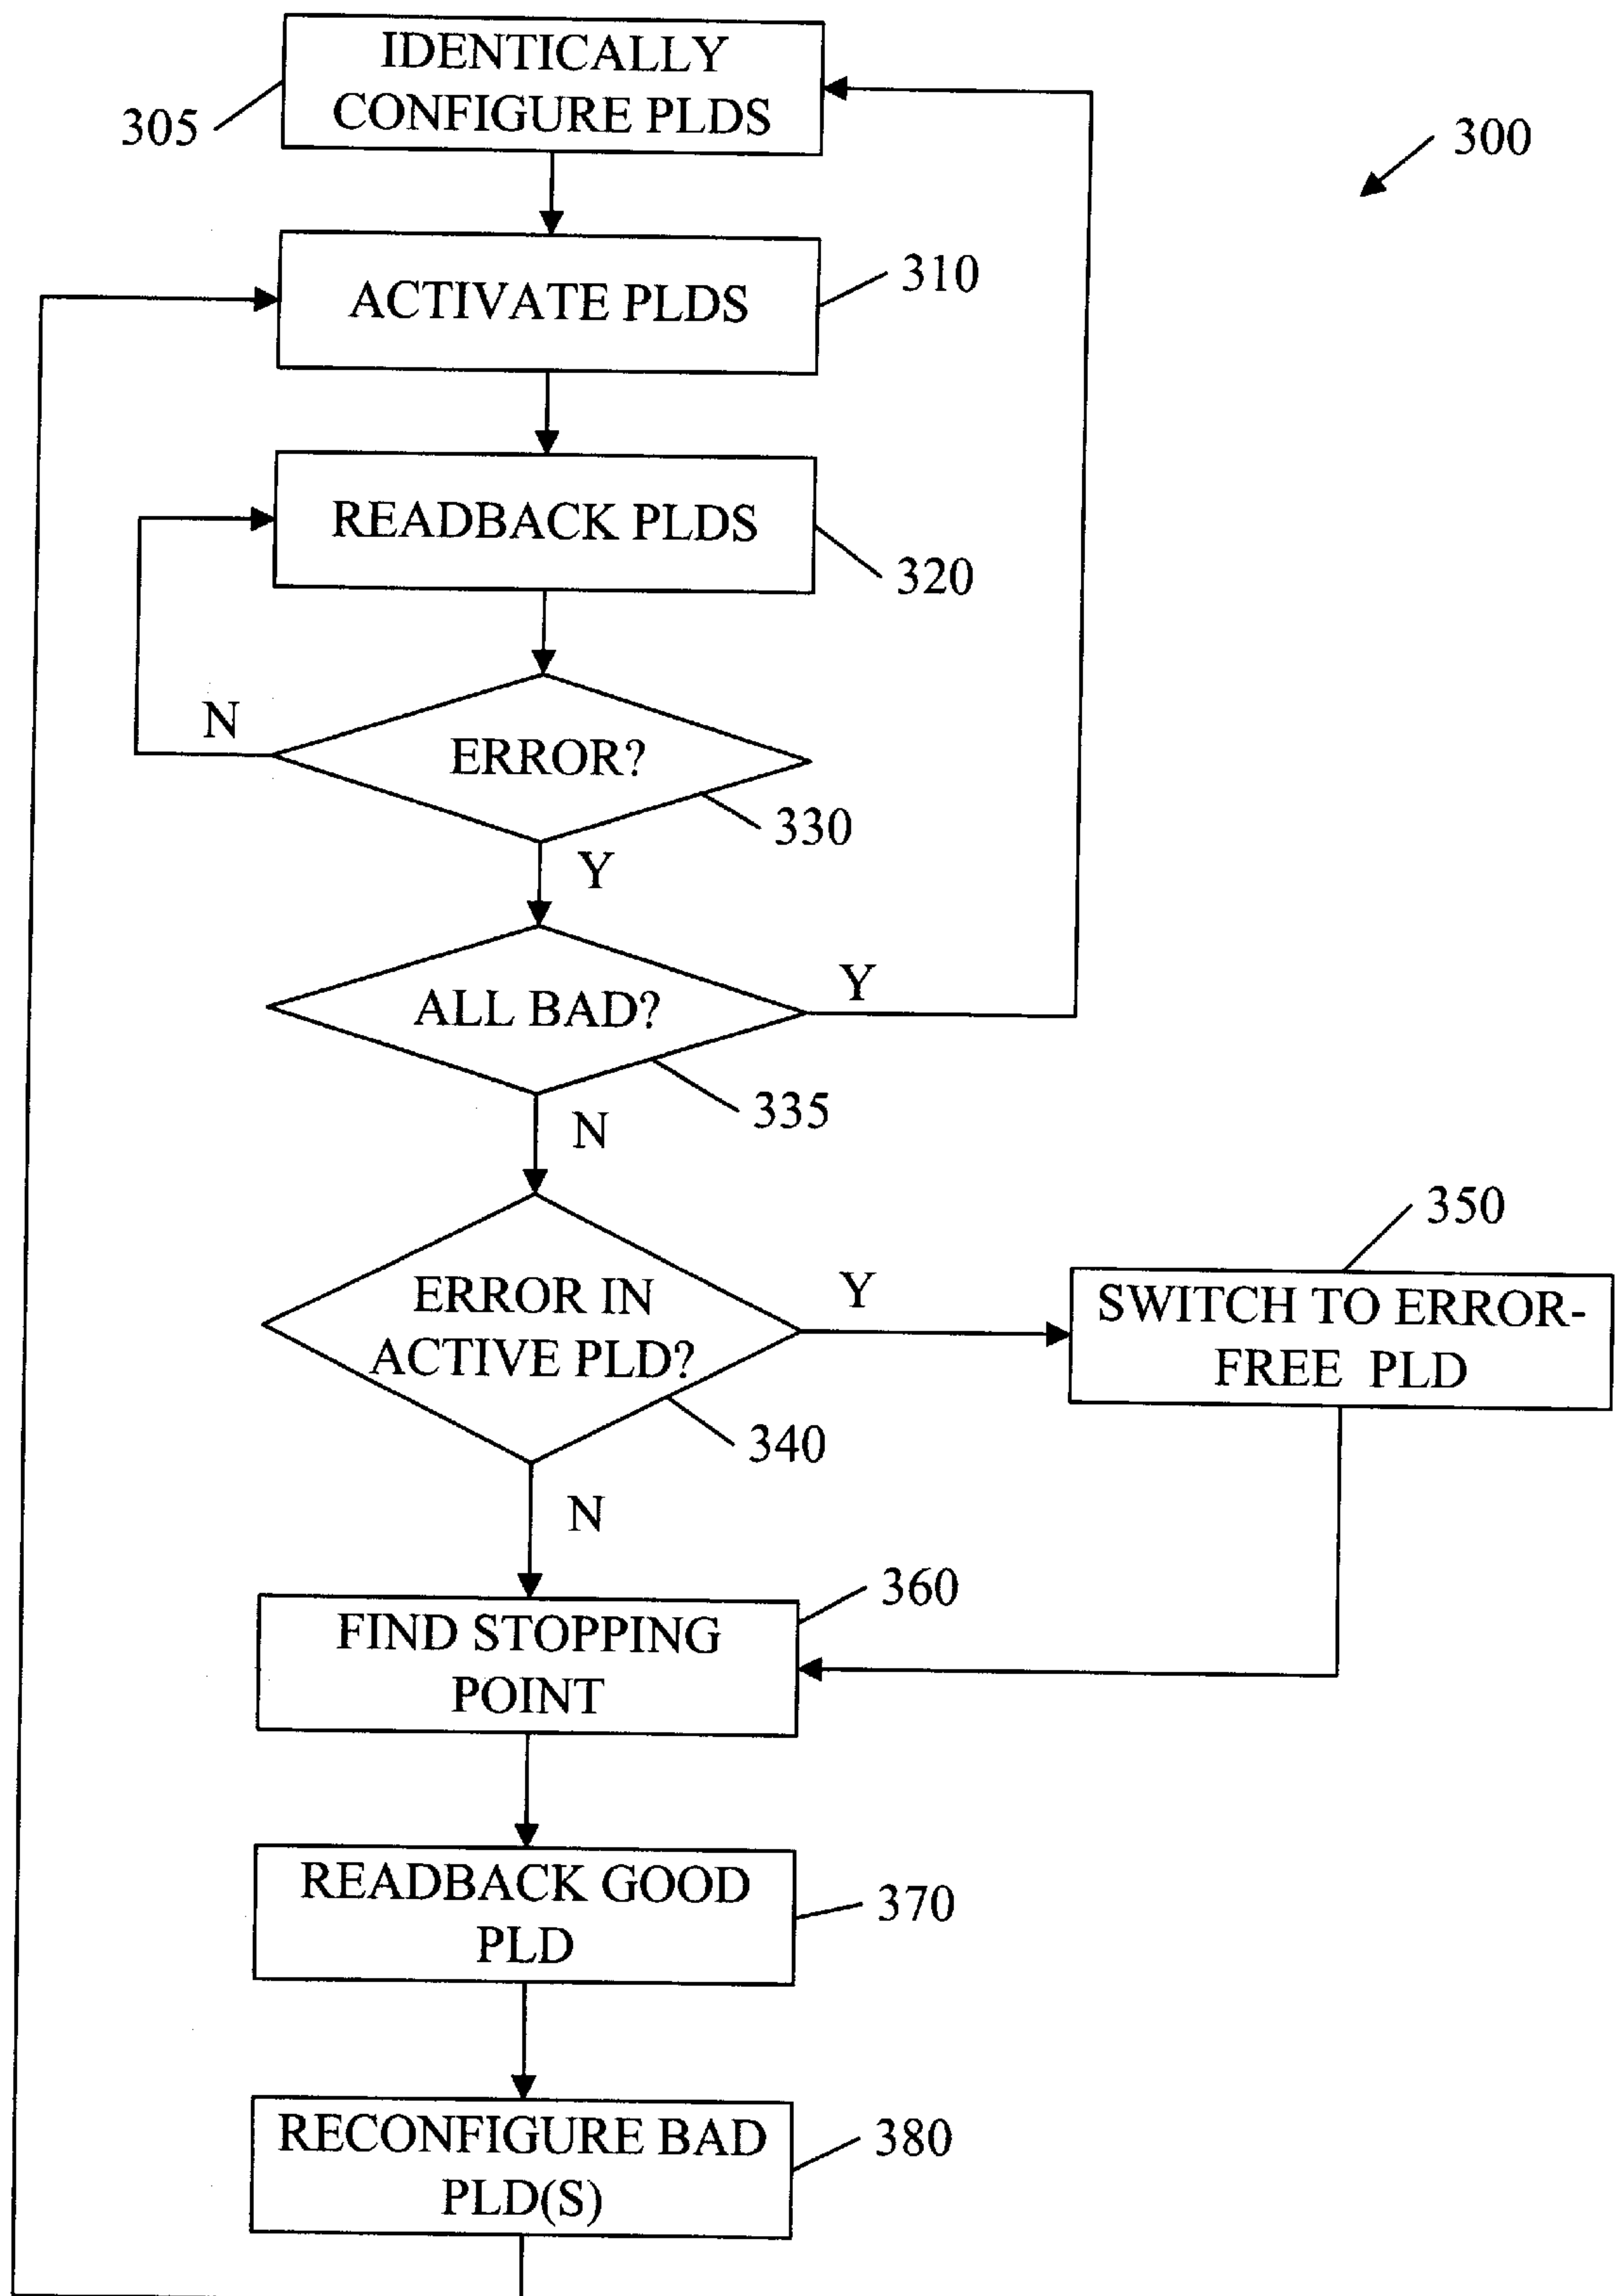 IDENTICALLY
CONFIGURE PLDS
305
300
ACTIVATE PLDS
310
READBACK PLDS
320
N
ERROR?
330
Y
ALL BAD?
Y
335
N
350
ERROR IN
ACTIVE PLD?
Y
SWITCH TO ERROR-
FREE PLD
340
N
360
FIND STOPPING
POINT
READBACK GOOD
PLD
370
RECONFIGURE BAD
PLD(S)
380